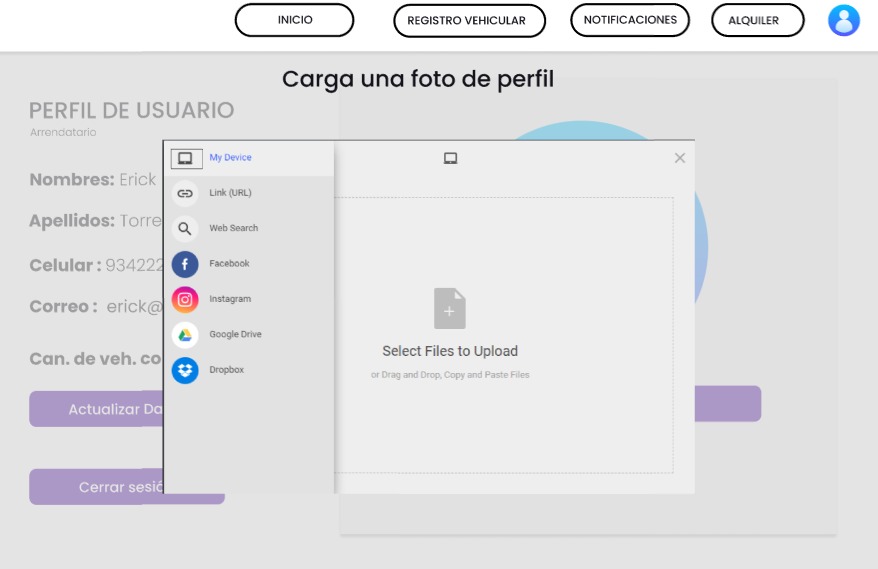 INICIO
REGISTRO VEHICULAR
NOTIFICACIONES
ALQUILER
Carga una foto de perfil
PERFIL DE USUARIO
Arrendatario
Nombres: Erick
Apellidos: Torre
Celular : 934222
Correo : erick@
Can. de veh. co
Actualizar Da
Cerrar sesió
My Device
Link (URL)
Web Search
Facebook
Instagram
Google Drive
Dropbox
Select Files to Upload
or Drag and Drop, Copy and Paste Files